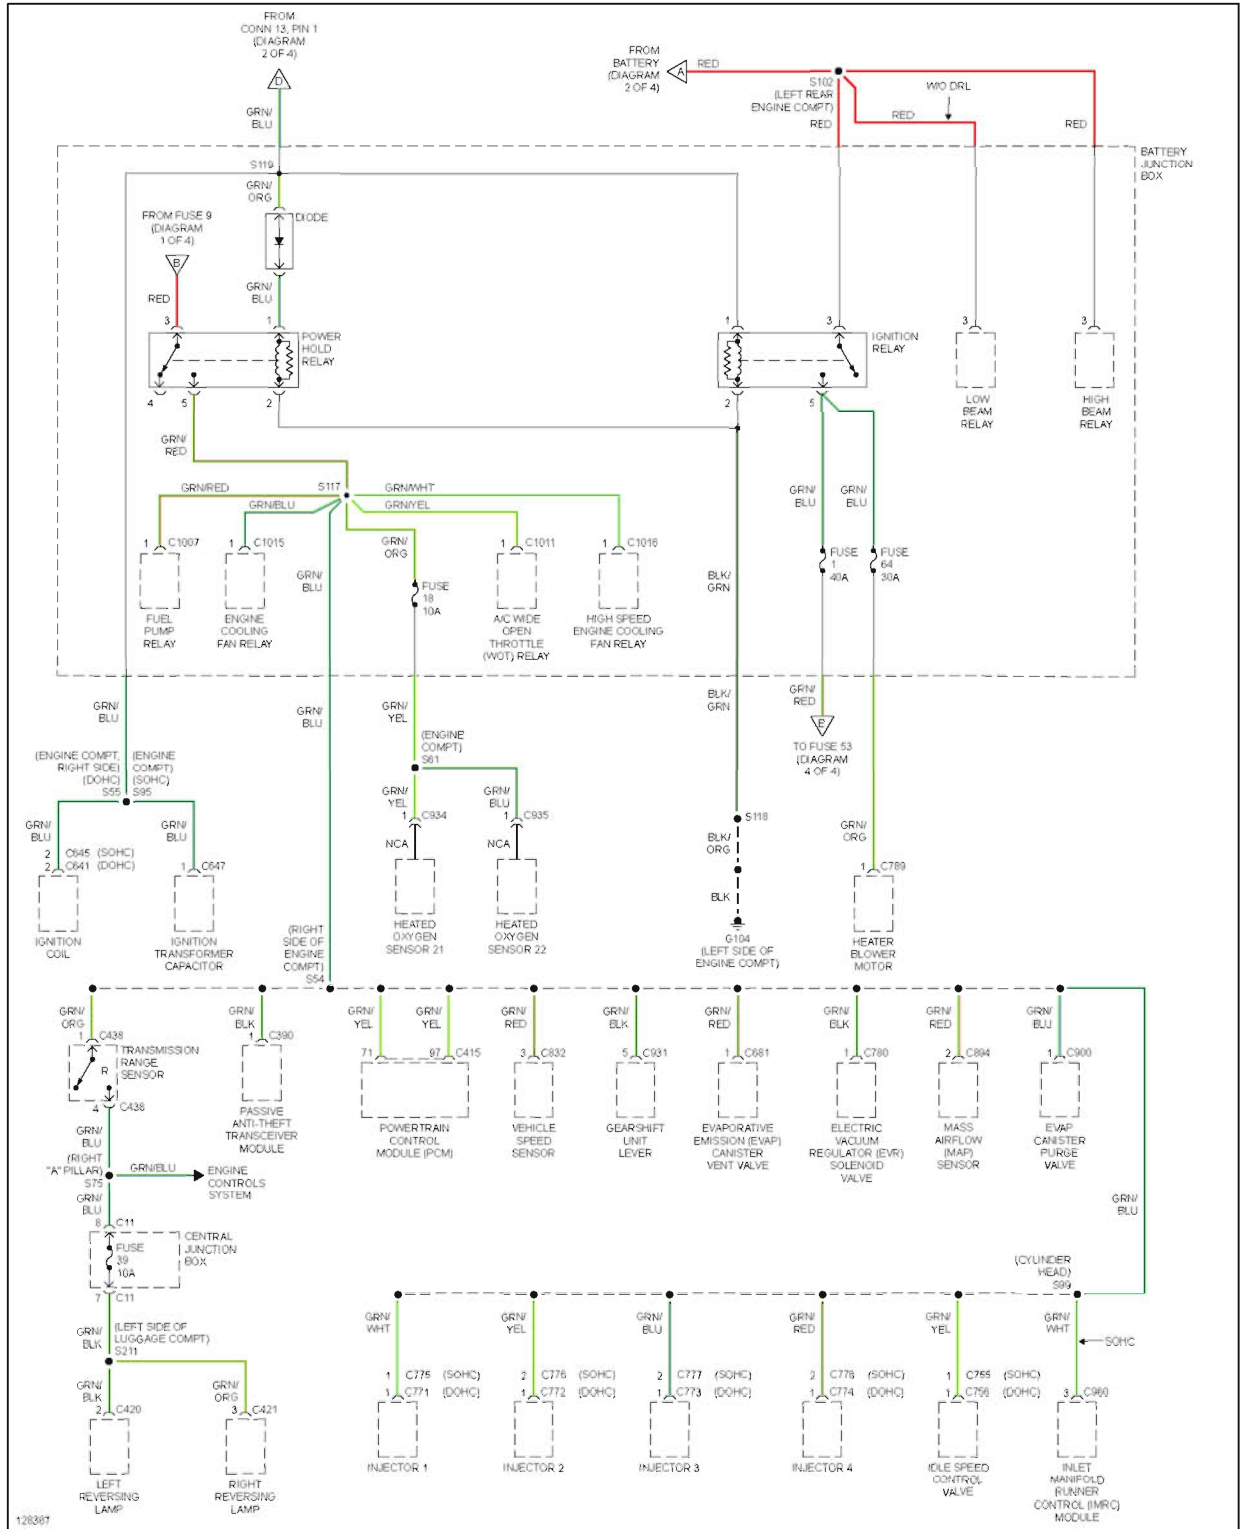 FROM
CONN 13, PIN 1
(DIAGRAM
2 OF 4)
D
GRN/
BLU
FROM
BATTERY
(DIAGRAM
2 OF 4)
A
RED
S102
(LEFT REAR
ENGINE COMPT)
RED
W/O DRL
RED
RED
BATTERY
JUNCTION
BOX
S119
GRN/
ORG
DIODE
FROM FUSE 9
(DIAGRAM
1 OF 4)
B
RED
GRN/
BLU
3
1
POWER
HOLD
RELAY
4
5
2
1
3
IGNITION
RELAY
2
5
3
LOW
BEAM
RELAY
3
HIGH
BEAM
RELAY
GRN/
RED
S117
GRN/RED
GRN/BLU
GRN/WHT
GRN/YEL
1 C1007
FUEL
PUMP
RELAY
1 C1015
ENGINE
COOLING
FAN RELAY
GRN/
BLU
GRN/
ORG
FUSE
18
10A
1 C1011
A/C WIDE
OPEN
THROTTLE
(WOT) RELAY
1 C1016
HIGH SPEED
ENGINE COOLING
FAN RELAY
BLK/
GRN
GRN/
BLU
GRN/
BLU
FUSE
1
40A
FUSE
64
30A
GRN/
BLU
GRN/
BLU
GRN/
YEL
BLK/
GRN
GRN/
RED
E
TO FUSE 53
(DIAGRAM
4 OF 4)
(ENGINE COMPT,
RIGHT SIDE)
(DOHC)
S55
(ENGINE
COMPT)
(SOHC)
S95
GRN/
BLU
GRN/
BLU
2 C645 (SOHC)
2 C641 (DOHC)
IGNITION
COIL
1 C647
IGNITION
TRANSFORMER
CAPACITOR
(ENGINE
COMPT)
S61
GRN/
YEL
GRN/
BLU
1 C934
NCA
HEATED
OXYGEN
SENSOR 21
1 C935
NCA
HEATED
OXYGEN
SENSOR 22
S118
BLK/
ORG
BLK
G104
(LEFT SIDE OF
ENGINE COMPT)
GRN/
ORG
1 C789
HEATER
BLOWER
MOTOR
(RIGHT
SIDE OF
ENGINE
COMPT)
S54
GRN/
ORG
1 C438
TRANSMISSION
RANGE
SENSOR
R
4 C438
GRN/
BLK
1 C390
PASSIVE
ANTI-THEFT
TRANSCEIVER
MODULE
GRN/
YEL
71
GRN/
YEL
97 C415
POWERTRAIN
CONTROL
MODULE (PCM)
GRN/
RED
3 C832
VEHICLE
SPEED
SENSOR
GRN/
BLK
5 C931
GEARSHIFT
UNIT
LEVER
GRN/
RED
1 C681
EVAPORATIVE
EMISSION (EVAP)
CANISTER
VENT VALVE
GRN/
BLK
1 C780
ELECTRIC
VACUUM
REGULATOR (EVR)
SOLENOID
VALVE
GRN/
RED
2 C894
MASS
AIRFLOW
(MAP)
SENSOR
GRN/
BLU
1 C900
EVAP
CANISTER
PURGE
VALVE
GRN/
BLU
GRN/
BLU
(RIGHT
"A" PILLAR)
S75
GRN/BLU
ENGINE
CONTROLS
SYSTEM
GRN/
BLU
8 C11
CENTRAL
JUNCTION
BOX
FUSE
39
10A
7 C11
GRN/
BLK
(LEFT SIDE OF
LUGGAGE COMPT)
S211
GRN/
BLK
2 C420
LEFT
REVERSING
LAMP
GRN/
ORG
3 C421
RIGHT
REVERSING
LAMP
(CYLINDER
HEAD)
S99
GRN/
WHT
1 C775 (SOHC)
1 C771 (DOHC)
INJECTOR 1
GRN/
YEL
2 C776 (SOHC)
1 C772 (DOHC)
INJECTOR 2
GRN/
BLU
2 C777 (SOHC)
1 C773 (DOHC)
INJECTOR 3
GRN/
RED
2 C778 (SOHC)
1 C774 (DOHC)
INJECTOR 4
GRN/
YEL
1 C755 (SOHC)
1 C756 (DOHC)
IDLE SPEED
CONTROL
VALVE
GRN/
WHT
SOHC
3 C960
INLET
MANIFOLD
RUNNER
CONTROL (IMRC)
MODULE
128387